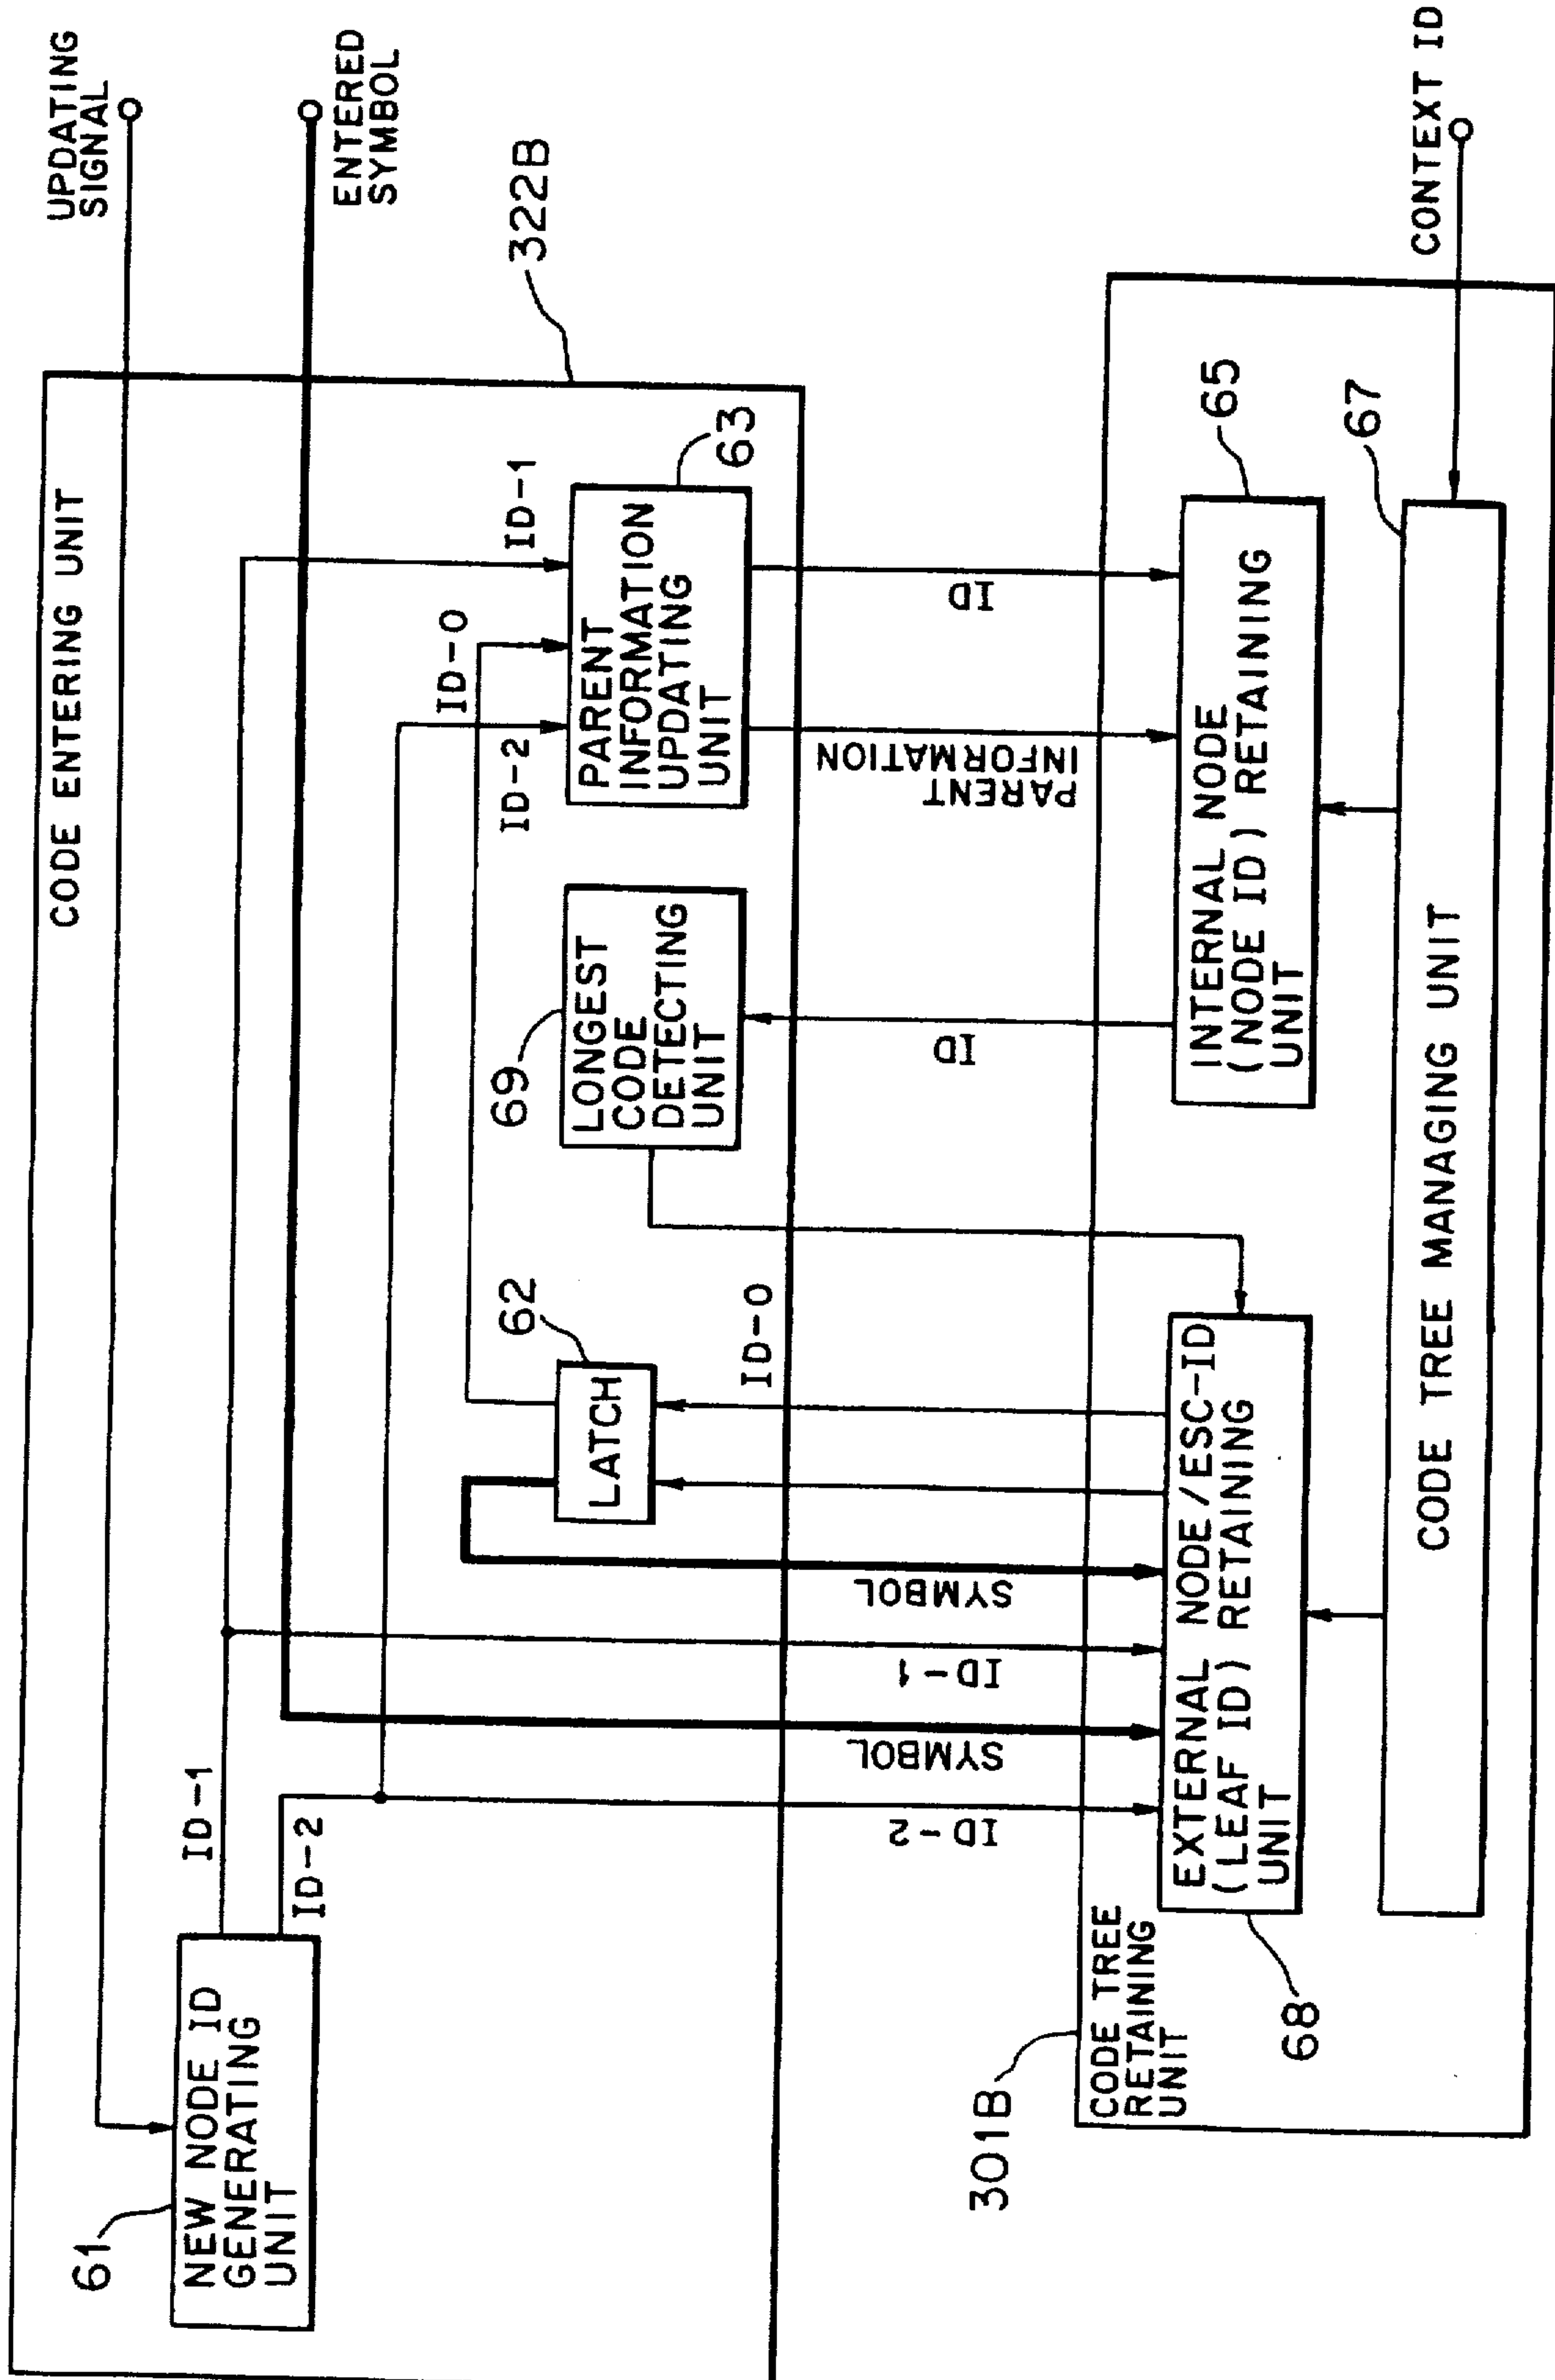 UPDATING
SIGNAL
ENTERED
SYMBOL
CODE ENTERING UNIT
322B
61
NEW NODE ID
GENERATING
UNIT
ID-1
ID-2
62
LATCH
69
LONGEST
CODE
DETECTING
UNIT
ID-2
ID-0
ID-1
PARENT
INFORMATION
UPDATING
UNIT
63
ID-2
SYMBOL
ID-1
SYMBOL
ID-0
ID
PARENT
INFORMATION
ID
301B
CODE TREE
RETAINING
UNIT
EXTERNAL NODE/ESC-ID
(LEAF ID) RETAINING
UNIT
68
INTERNAL NODE
(NODE ID) RETAINING
UNIT
65
67
CODE TREE MANAGING UNIT
CONTEXT ID